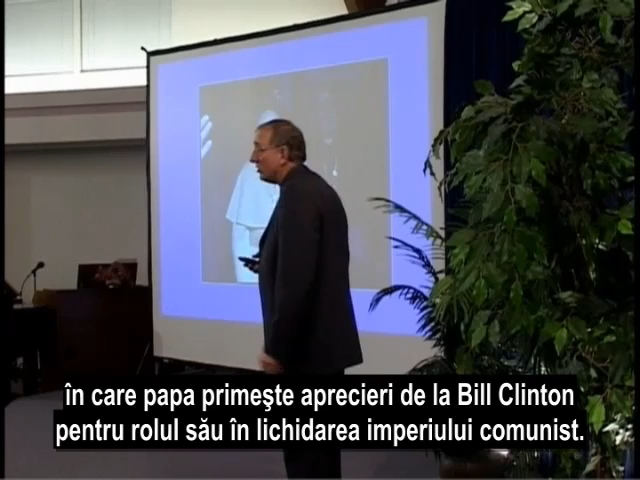 în care papa primeşte aprecieri de la Bill Clinton
pentru rolul său în lichidarea imperiului comunist.